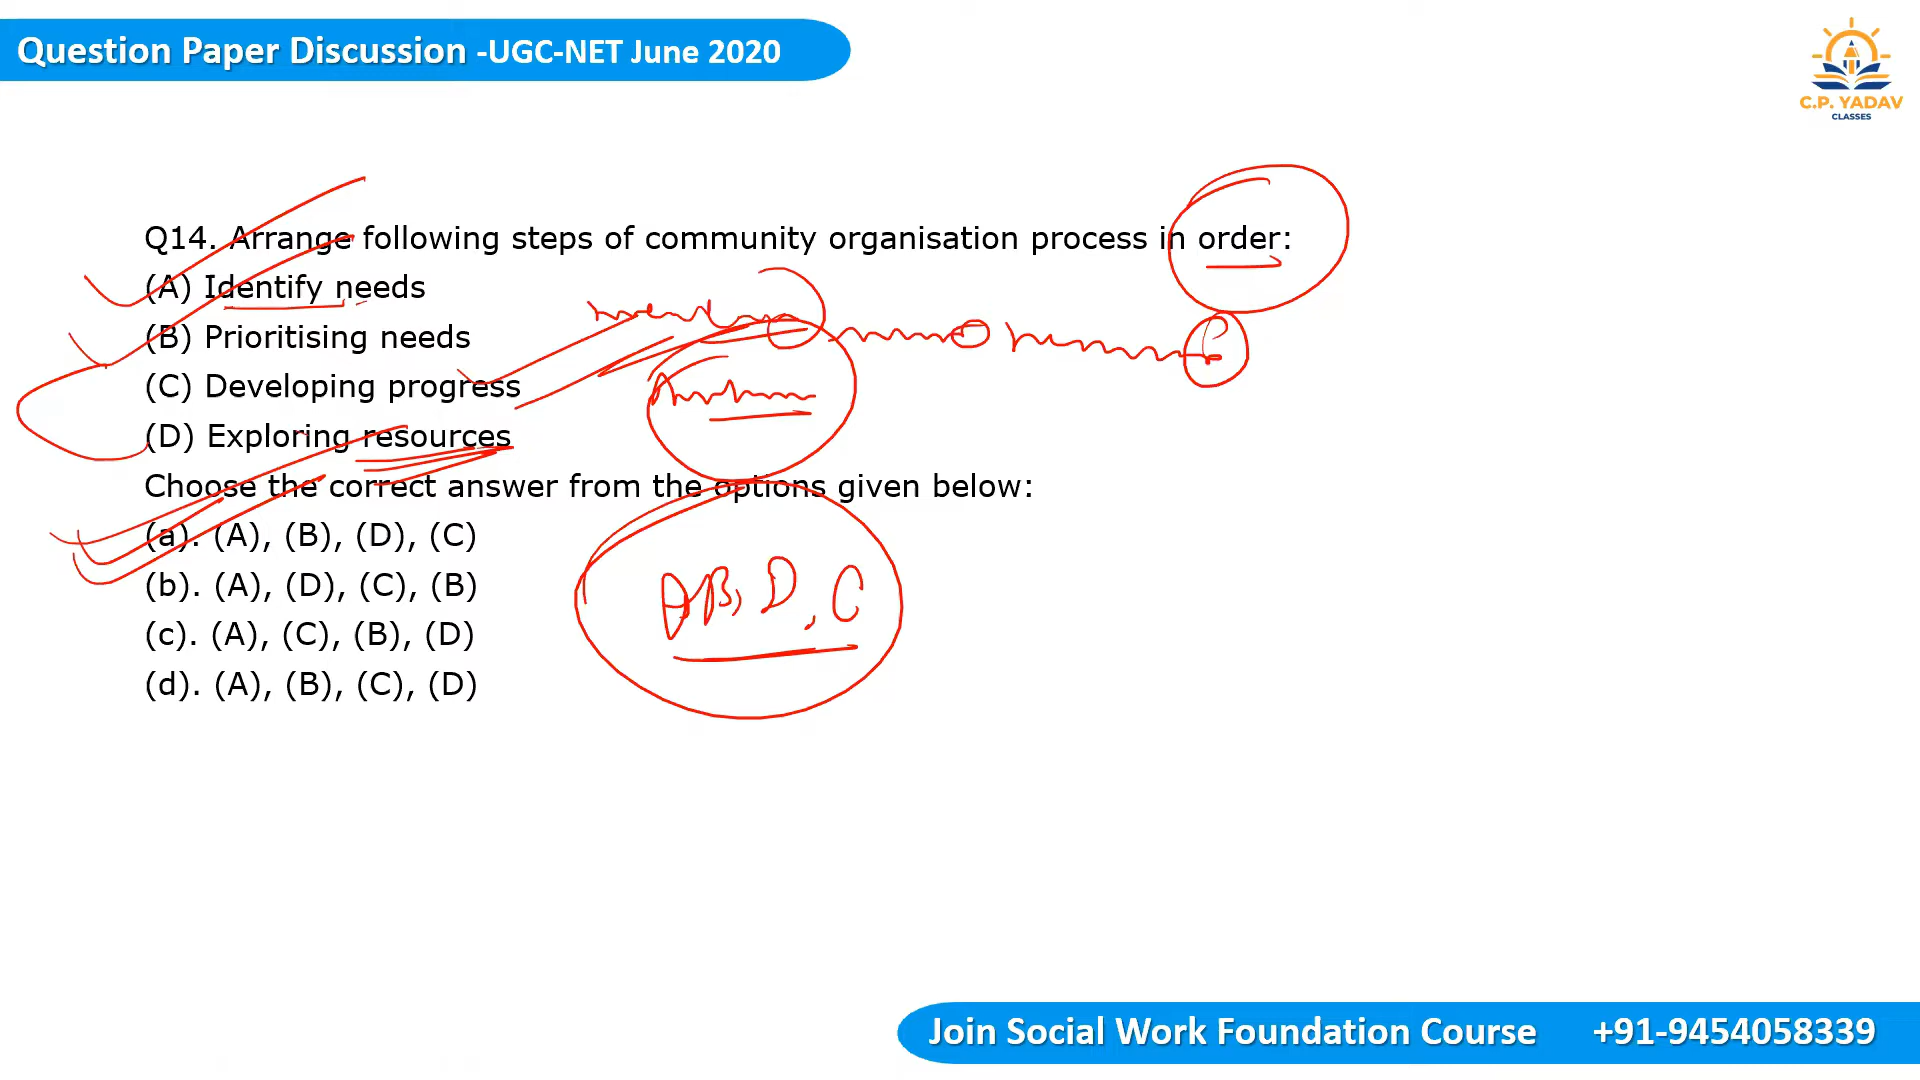 Question Paper Discussion -UGC-NET June 2020
C.P. YADAV
CLASSES
Q14. Arrange following steps of community organisation process in order:
(A) Identify needs
(B) Prioritising needs
(C) Developing progress
(D) Exploring resources
Choose the correct answer from the options given below:
(a). (A), (B), (D), (C)
(b). (A), (D), (C), (B)
(c). (A), (C), (B), (D)
(d). (A), (B), (C), (D)
A B, D, C
Join Social Work Foundation Course +91-9454058339